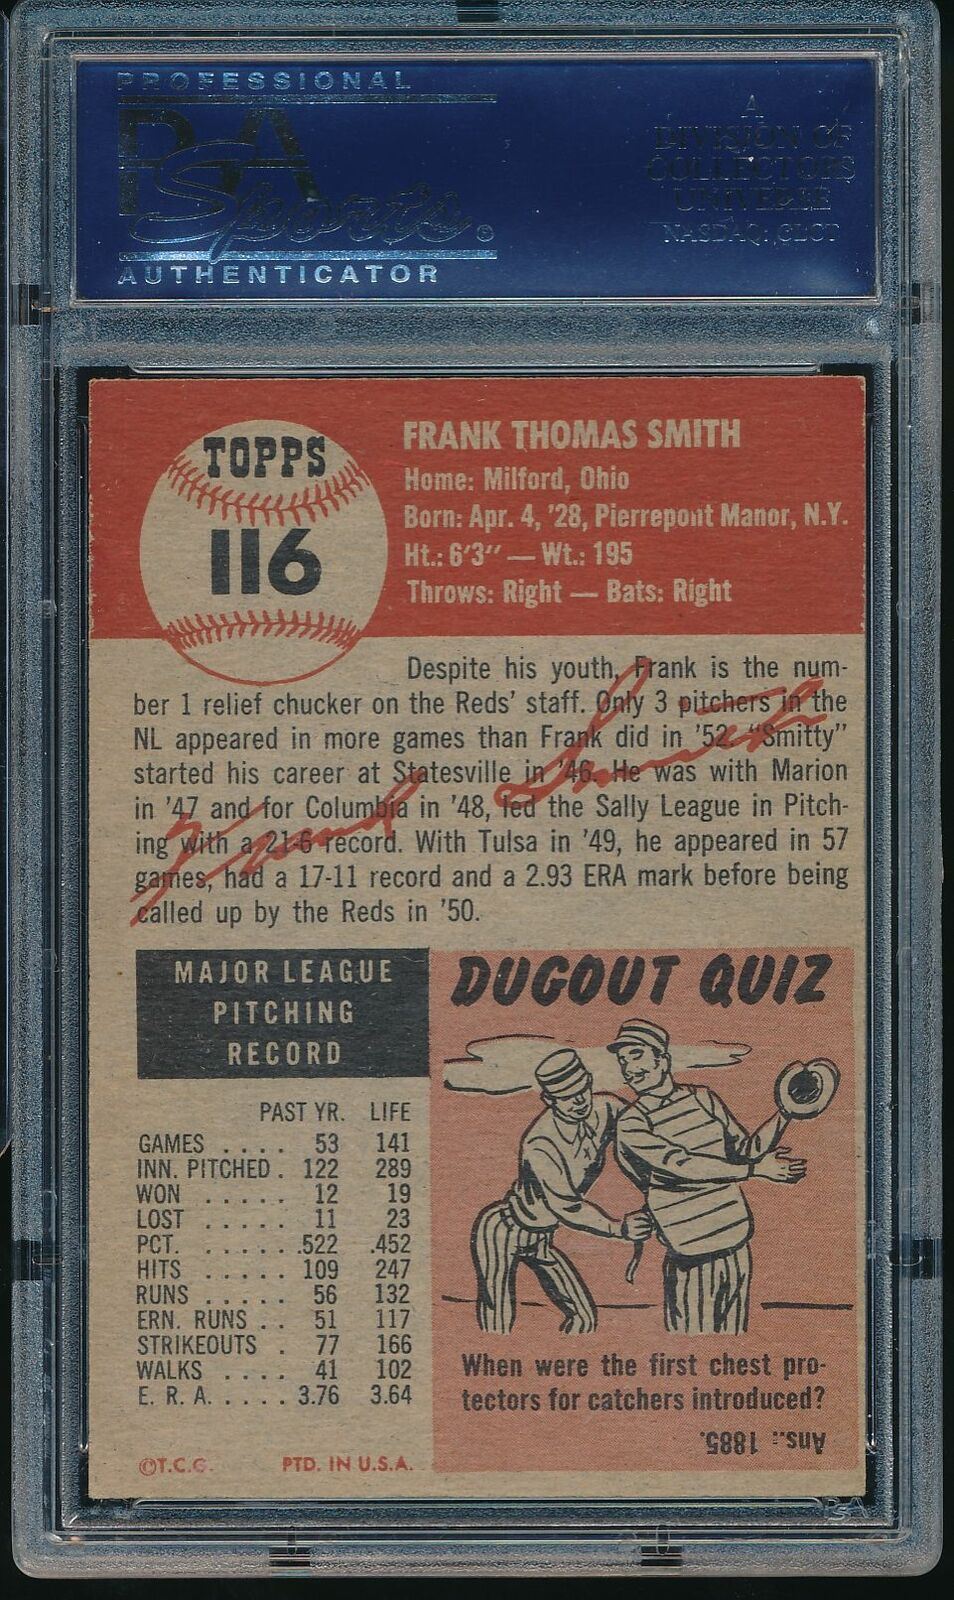 PROFESSIONAL
PSA
Sports ©
AUTHENTICATOR
A
DIVISION OF
COLLECTORS
UNIVERSE
NASDAQ: CLCT
TOPPS
116
FRANK THOMAS SMITH
Home: Milford, Ohio
Born: Apr. 4, '28, Pierrepont Manor, N.Y.
Ht.: 6'3" — Wt.: 195
Throws: Right — Bats: Right
Despite his youth, Frank is the num-
ber 1 relief chucker on the Reds' staff. Only 3 pitchers in the
NL appeared in more games than Frank did in '52. "Smitty"
started his career at Statesville in '46. He was with Marion
in '47 and for Columbia in '48, led the Sally League in Pitch-
ing with a 21-6 record. With Tulsa in '49, he appeared in 57
games, had a 17-11 record and a 2.93 ERA mark before being
called up by the Reds in '50.
Frank Smith
MAJOR LEAGUE
PITCHING
RECORD
PAST YR. LIFE
GAMES . . . . 53 141
INN. PITCHED . 122 289
WON . . . . . 12 19
LOST . . . . . 11 23
PCT. . . . . . .522 .452
HITS . . . . . 109 247
RUNS . . . . . 56 132
ERN. RUNS . . 51 117
STRIKEOUTS . 77 166
WALKS . . . . 41 102
E. R. A. . . . . 3.76 3.64
©T.C.G. PTD. IN U.S.A.
DUGOUT QUIZ
When were the first chest pro-
tectors for catchers introduced?
Ans.: 1885.
PSA